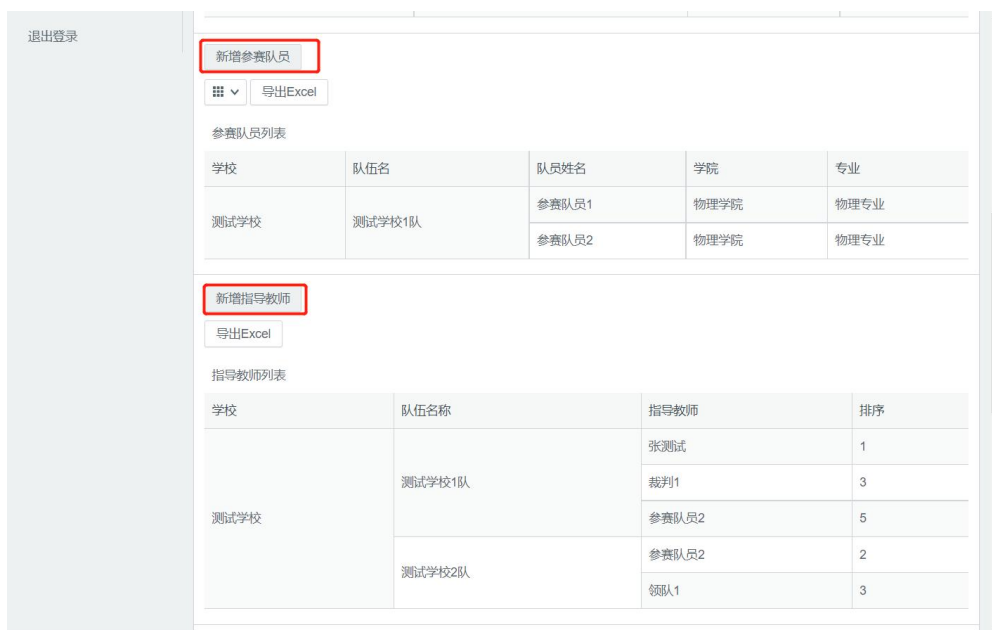 退出登录
新增参赛队员
导出Excel
参赛队员列表
学校 队伍名 队员姓名 学院 专业
测试学校 测试学校1队 参赛队员1 物理学院 物理专业
参赛队员2 物理学院 物理专业
新增指导教师
导出Excel
指导教师列表
学校 队伍名称 指导教师 排序
测试学校 测试学校1队 张测试 1
裁判1 3
参赛队员2 5
测试学校2队 参赛队员2 2
领队1 3